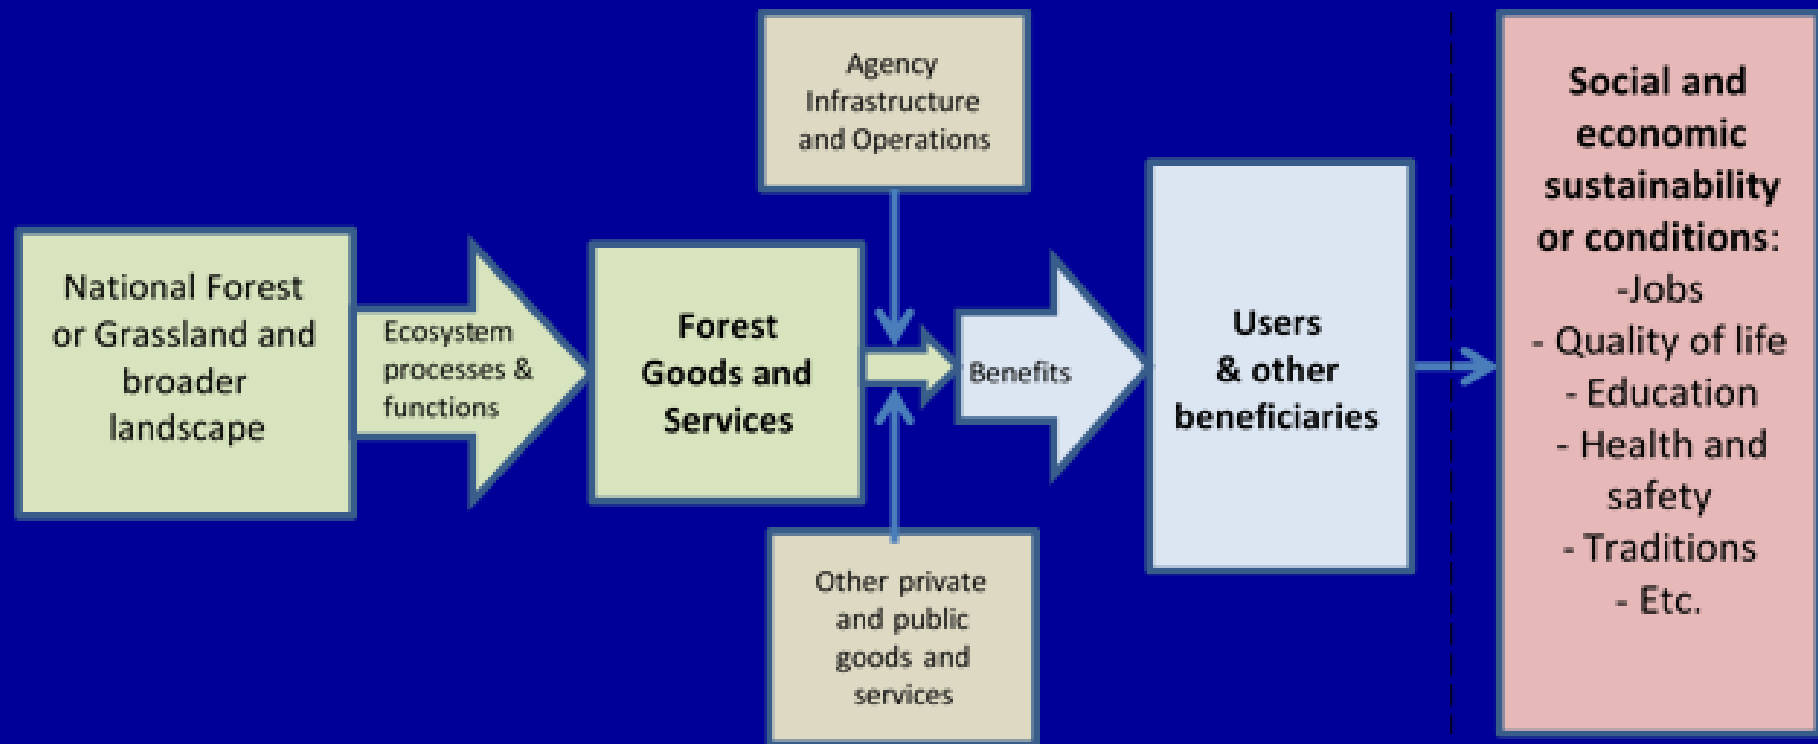 National Forest
or Grassland and
broader
landscape
Ecosystem
processes &
functions
Forest
Goods and
Services
Agency
Infrastructure
and Operations
Other private
and public
goods and
services
Benefits
Users
& other
beneficiaries
Social and
economic
sustainability
or conditions:
-Jobs
- Quality of life
- Education
- Health and
safety
- Traditions
- Etc.